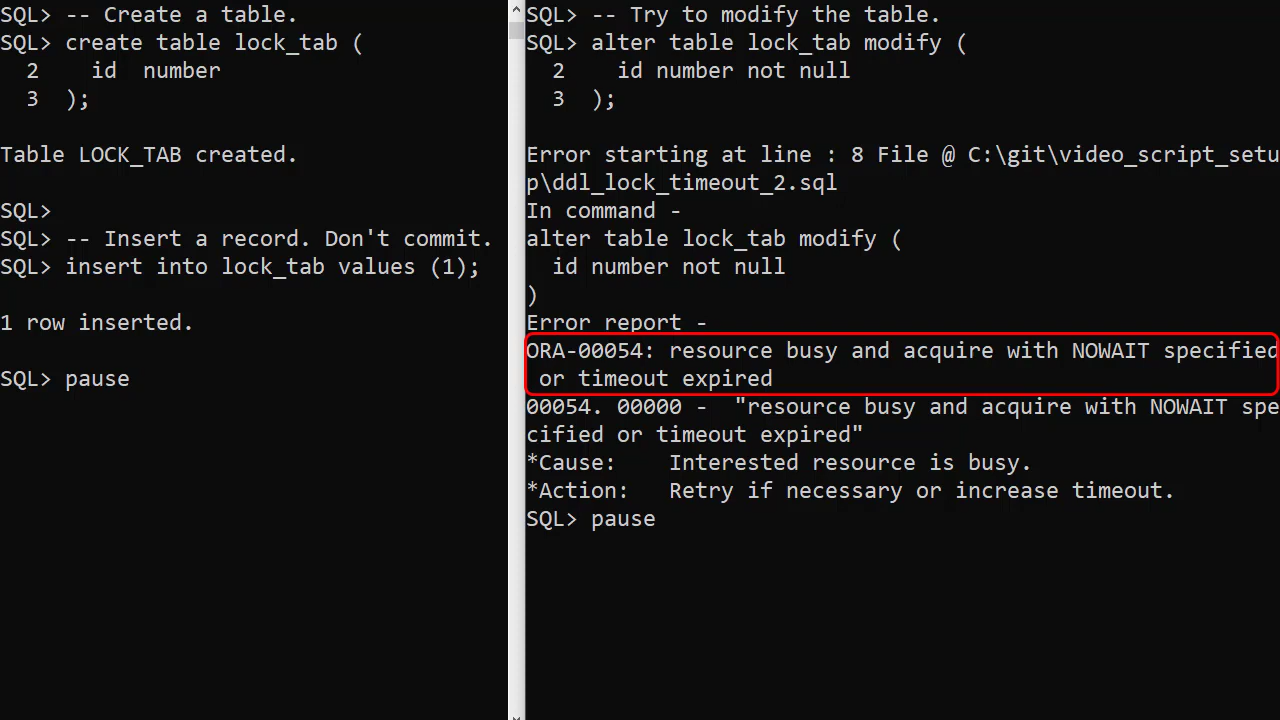 SQL> -- Create a table.
SQL> create table lock_tab (
  2    id  number
  3  );
Table LOCK_TAB created.
SQL>
SQL> -- Insert a record. Don't commit.
SQL> insert into lock_tab values (1);
1 row inserted.
SQL> pause
SQL> -- Try to modify the table.
SQL> alter table lock_tab modify (
  2    id number not null
  3  );
Error starting at line : 8 File @ C:\git\video_script_setu
p\ddl_lock_timeout_2.sql
In command -
alter table lock_tab modify (
  id number not null
)
Error report -
ORA-00054: resource busy and acquire with NOWAIT specified
 or timeout expired
00054. 00000 -  "resource busy and acquire with NOWAIT spe
cified or timeout expired"
*Cause:    Interested resource is busy.
*Action:   Retry if necessary or increase timeout.
SQL> pause